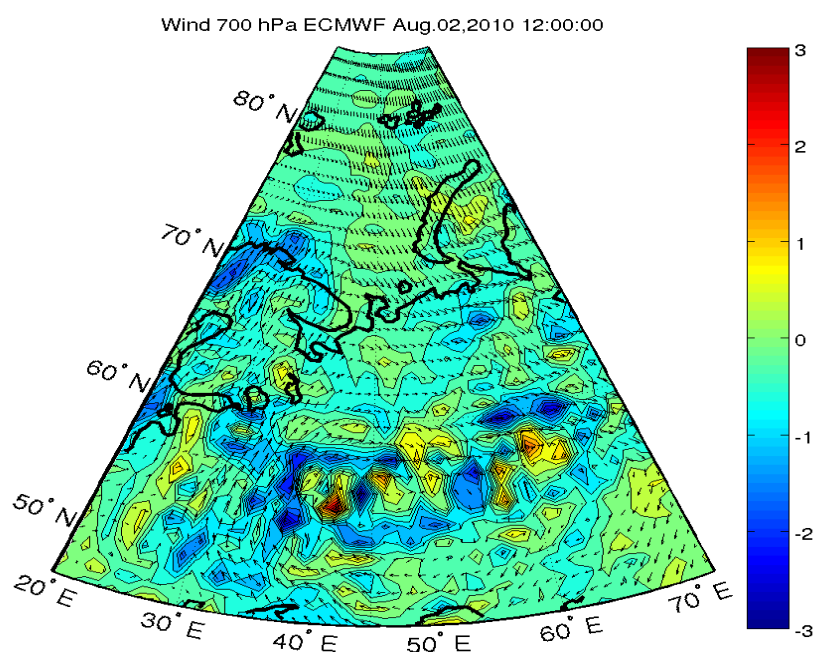 Wind 700 hPa ECMWF Aug.02,2010 12:00:00
3
80° N
2
70° N
1
0
60° N
-1
50° N
-2
20° E
70° E
30° E
60° E
40° E
50° E
-3